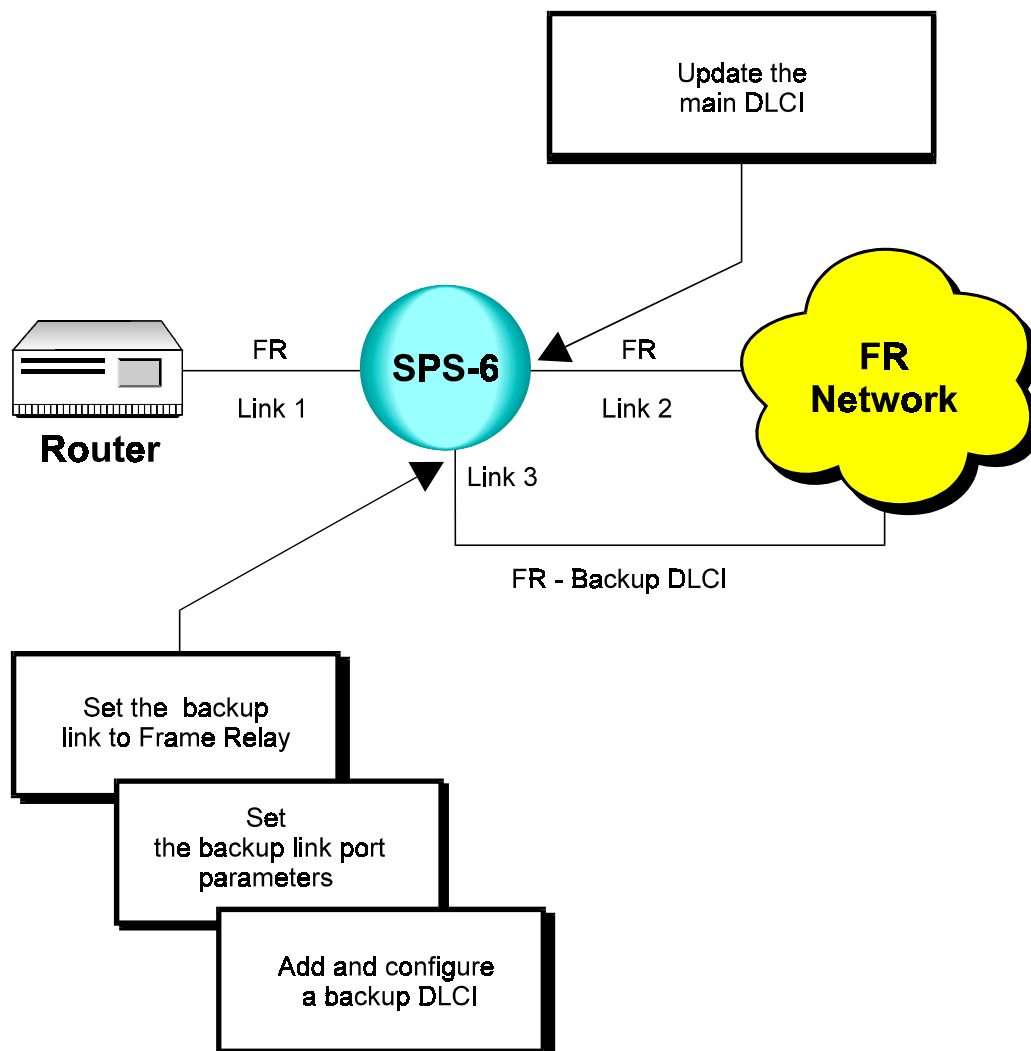 Update the
main DLCI
FR
SPS-6
FR
FR
Network
Link 1
Link 2
Router
Link 3
FR - Backup DLCI
Set the backup
link to Frame Relay
Set
the backup link port
parameters
Add and configure
a backup DLCI